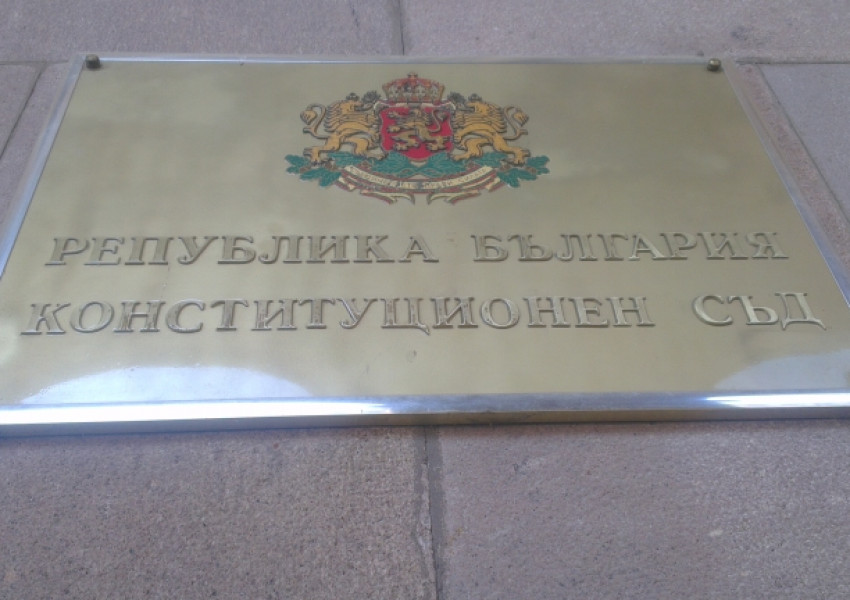 РЕПУБЛИКА БЪЛГАРИЯ
КОНСТИТУЦИОНЕН СЪД